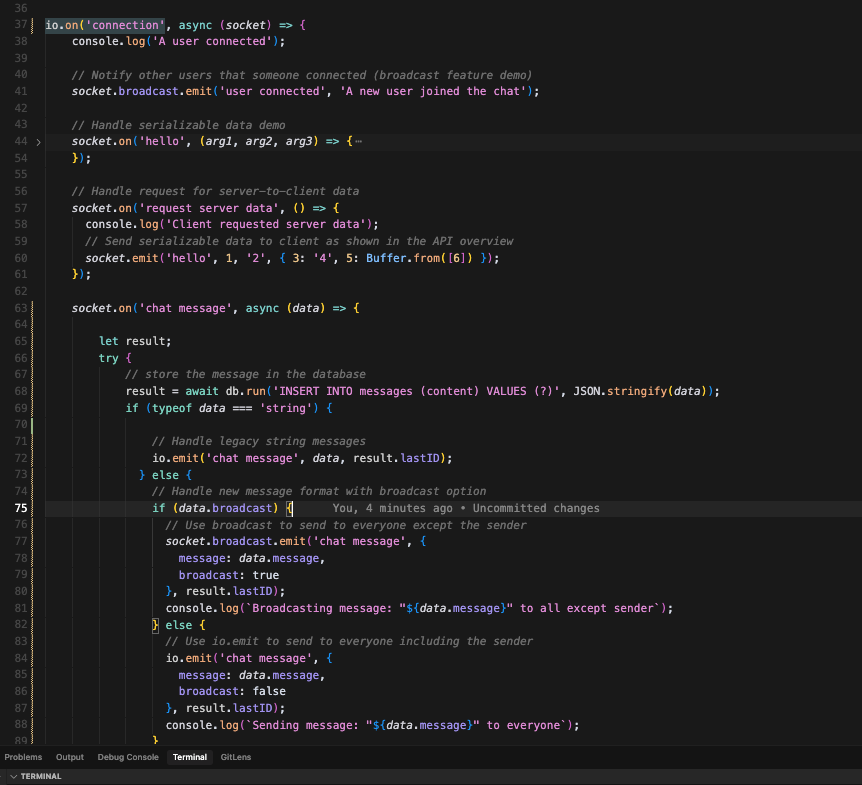 36
37 io.on('connection', async (socket) => {
38 console.log('A user connected');
39
40 // Notify other users that someone connected (broadcast feature demo)
41 socket.broadcast.emit('user connected', 'A new user joined the chat');
42
43 // Handle serializable data demo
44 socket.on('hello', (arg1, arg2, arg3) => { ⋯
54 });
55
56 // Handle request for server-to-client data
57 socket.on('request server data', () => {
58 console.log('Client requested server data');
59 // Send serializable data to client as shown in the API overview
60 socket.emit('hello', 1, '2', { 3: '4', 5: Buffer.from([6]) });
61 });
62
63 socket.on('chat message', async (data) => {
64
65 let result;
66 try {
67 // store the message in the database
68 result = await db.run('INSERT INTO messages (content) VALUES (?)', JSON.stringify(data));
69 if (typeof data === 'string') {
70
71 // Handle legacy string messages
72 io.emit('chat message', data, result.lastID);
73 } else {
74 // Handle new message format with broadcast option
75 if (data.broadcast) { You, 4 minutes ago • Uncommitted changes
76 // Use broadcast to send to everyone except the sender
77 socket.broadcast.emit('chat message', {
78 message: data.message,
79 broadcast: true
80 }, result.lastID);
81 console.log(`Broadcasting message: "${data.message}" to all except sender`);
82 } else {
83 // Use io.emit to send to everyone including the sender
84 io.emit('chat message', {
85 message: data.message,
86 broadcast: false
87 }, result.lastID);
88 console.log(`Sending message: "${data.message}" to everyone`);
89 }
Problems Output Debug Console Terminal GitLens
TERMINAL